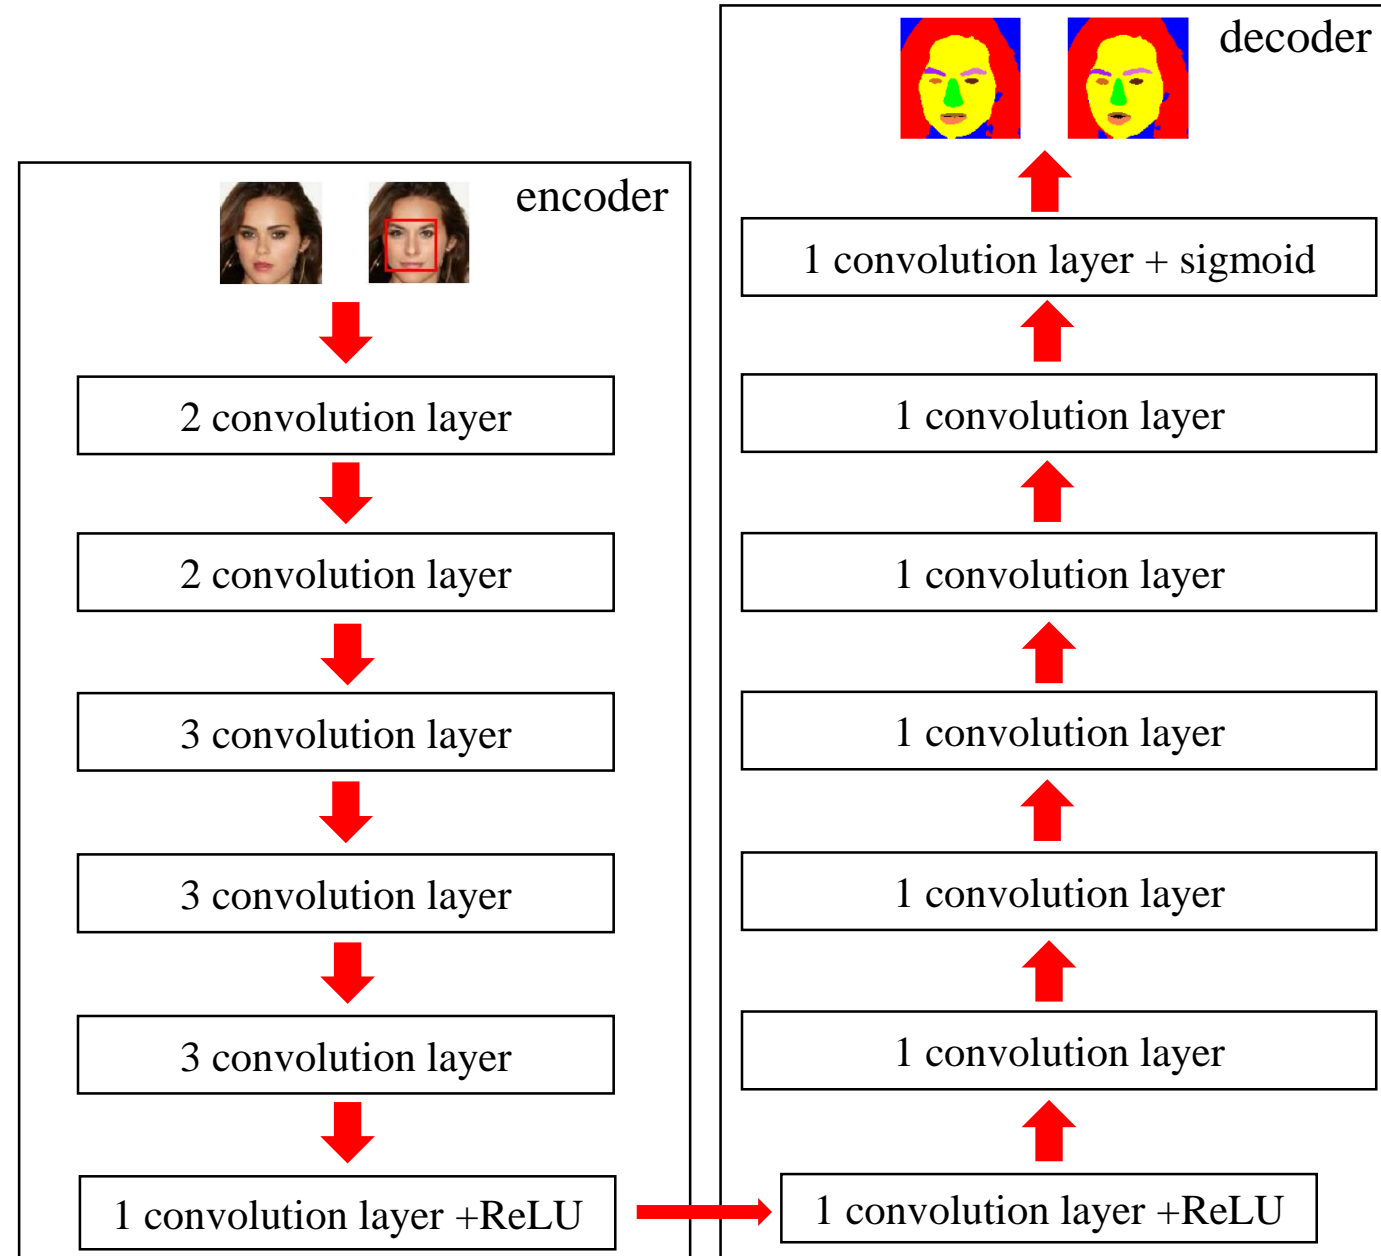 encoder
2 convolution layer
2 convolution layer
3 convolution layer
3 convolution layer
3 convolution layer
1 convolution layer +ReLU
decoder
1 convolution layer + sigmoid
1 convolution layer
1 convolution layer
1 convolution layer
1 convolution layer
1 convolution layer
1 convolution layer +ReLU